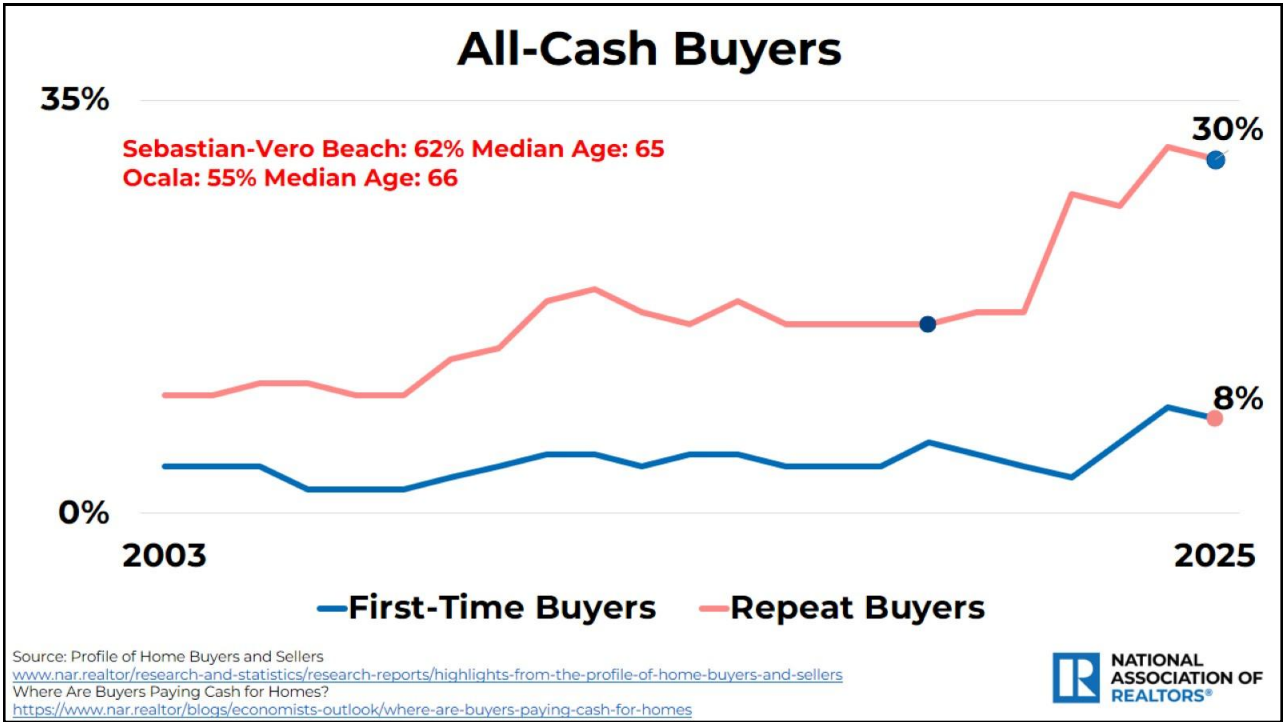 All-Cash Buyers
35%
30%
Sebastian-Vero Beach: 62% Median Age: 65
Ocala: 55% Median Age: 66
8%
0%
2003
2025
First-Time Buyers
Repeat Buyers
Source: Profile of Home Buyers and Sellers
www.nar.realtor/research-and-statistics/research-reports/highlights-from-the-profile-of-home-buyers-and-sellers
Where Are Buyers Paying Cash for Homes?
https://www.nar.realtor/blogs/economists-outlook/where-are-buyers-paying-cash-for-homes
NATIONAL
ASSOCIATION OF
REALTORS®